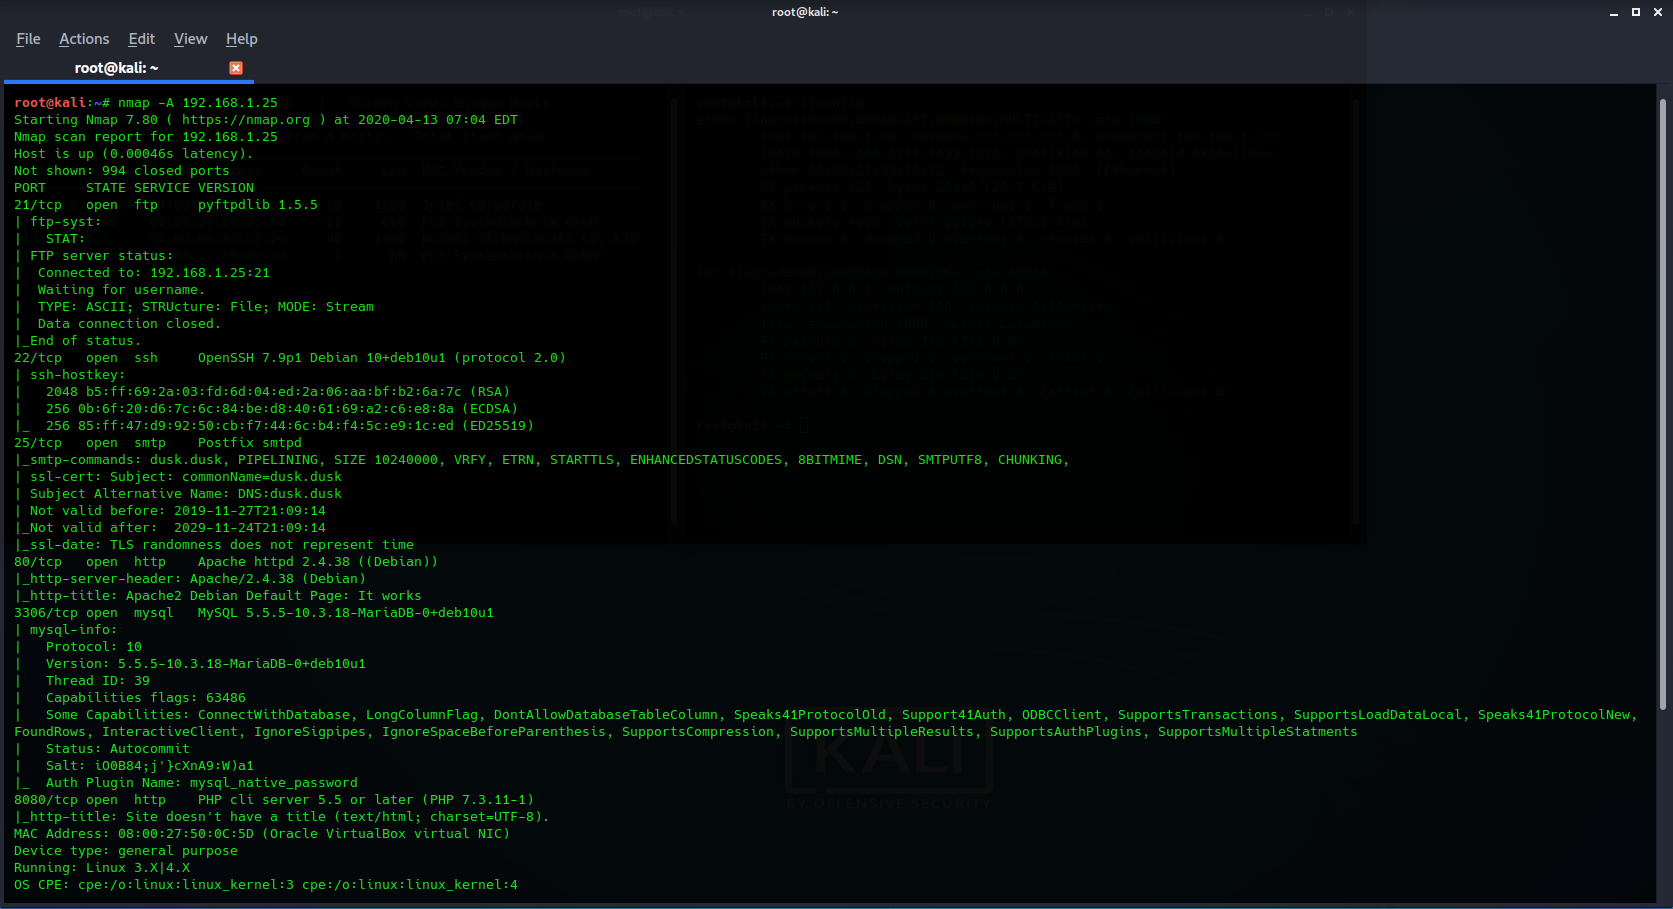 root@kali: ~
File Actions Edit View Help
root@kali: ~
root@kali:~# nmap -A 192.168.1.25
Starting Nmap 7.80 ( https://nmap.org ) at 2020-04-13 07:04 EDT
Nmap scan report for 192.168.1.25
Host is up (0.00046s latency).
Not shown: 994 closed ports
PORT     STATE SERVICE VERSION
21/tcp   open  ftp     pyftpdlib 1.5.5
| ftp-syst:
|   STAT:
| FTP server status:
|  Connected to: 192.168.1.25:21
|  Waiting for username.
|  TYPE: ASCII; STRUcture: File; MODE: Stream
|  Data connection closed.
|_End of status.
22/tcp   open  ssh     OpenSSH 7.9p1 Debian 10+deb10u1 (protocol 2.0)
| ssh-hostkey:
|   2048 b5:ff:69:2a:03:fd:6d:04:ed:2a:06:aa:bf:b2:6a:7c (RSA)
|   256 0b:6f:20:d6:7c:6c:84:be:d8:40:61:69:a2:c6:e8:8a (ECDSA)
|_  256 85:ff:47:d9:92:50:cb:f7:44:6c:b4:f4:5c:e9:1c:ed (ED25519)
25/tcp   open  smtp    Postfix smtpd
|_smtp-commands: dusk.dusk, PIPELINING, SIZE 10240000, VRFY, ETRN, STARTTLS, ENHANCEDSTATUSCODES, 8BITMIME, DSN, SMTPUTF8, CHUNKING,
| ssl-cert: Subject: commonName=dusk.dusk
| Subject Alternative Name: DNS:dusk.dusk
| Not valid before: 2019-11-27T21:09:14
|_Not valid after:  2029-11-24T21:09:14
|_ssl-date: TLS randomness does not represent time
80/tcp   open  http    Apache httpd 2.4.38 ((Debian))
|_http-server-header: Apache/2.4.38 (Debian)
|_http-title: Apache2 Debian Default Page: It works
3306/tcp open  mysql   MySQL 5.5.5-10.3.18-MariaDB-0+deb10u1
| mysql-info:
|   Protocol: 10
|   Version: 5.5.5-10.3.18-MariaDB-0+deb10u1
|   Thread ID: 39
|   Capabilities flags: 63486
|   Some Capabilities: ConnectWithDatabase, LongColumnFlag, DontAllowDatabaseTableColumn, Speaks41ProtocolOld, Support41Auth, ODBCClient, SupportsTransactions, SupportsLoadDataLocal, Speaks41ProtocolNew,
FoundRows, InteractiveClient, IgnoreSigpipes, IgnoreSpaceBeforeParenthesis, SupportsCompression, SupportsMultipleResults, SupportsAuthPlugins, SupportsMultipleStatments
|   Status: Autocommit
|   Salt: iO0B84;j'}cXnA9:W)a1
|_  Auth Plugin Name: mysql_native_password
8080/tcp open  http    PHP cli server 5.5 or later (PHP 7.3.11-1)
|_http-title: Site doesn't have a title (text/html; charset=UTF-8).
MAC Address: 08:00:27:50:0C:5D (Oracle VirtualBox virtual NIC)
Device type: general purpose
Running: Linux 3.X|4.X
OS CPE: cpe:/o:linux:linux_kernel:3 cpe:/o:linux:linux_kernel:4
KALI
BY OFFENSIVE SECURITY